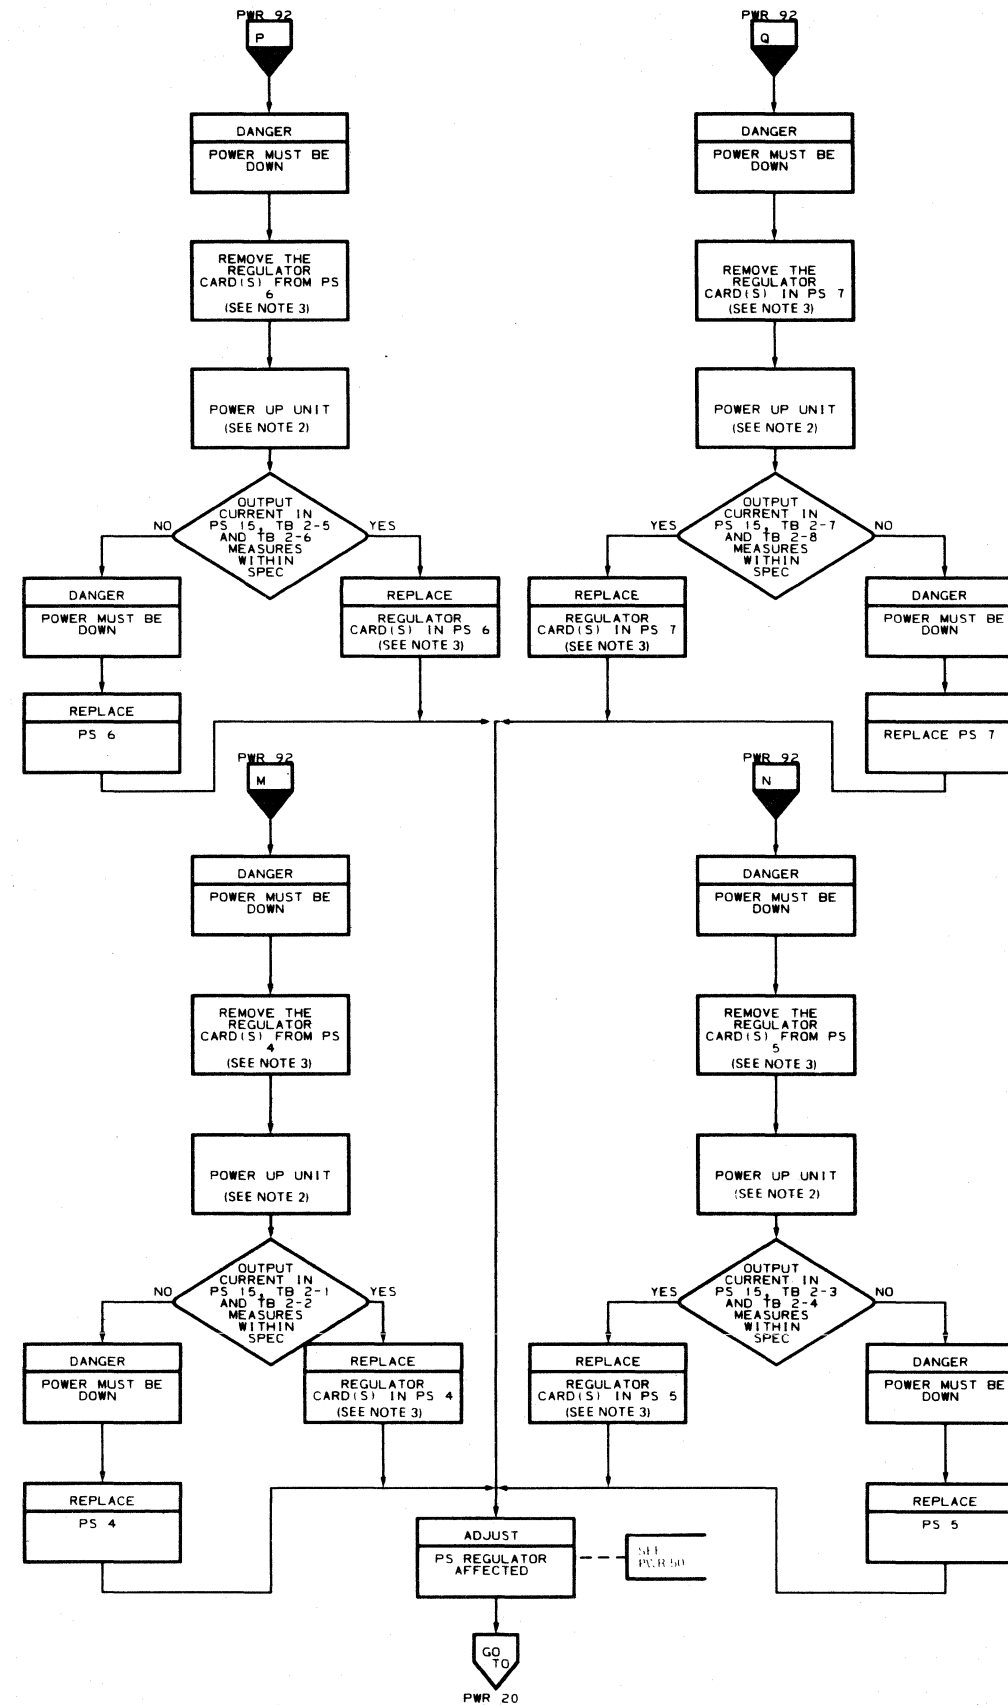 PWR 92
P
DANGER
POWER MUST BE
DOWN
REMOVE THE
REGULATOR
CARD(S) FROM PS
6
(SEE NOTE 3)
POWER UP UNIT
(SEE NOTE 2)
OUTPUT
CURRENT IN
PS 15, TB 2-5
AND TB 2-6
MEASURES
WITHIN
SPEC
NO
YES
DANGER
POWER MUST BE
DOWN
REPLACE
REGULATOR
CARD(S) IN PS 6
(SEE NOTE 3)
REPLACE
PS 6
PWR 92
Q
DANGER
POWER MUST BE
DOWN
REMOVE THE
REGULATOR
CARD(S) IN PS 7
(SEE NOTE 3)
POWER UP UNIT
(SEE NOTE 2)
OUTPUT
CURRENT IN
PS 15, TB 2-7
AND TB 2-8
MEASURES
WITHIN
SPEC
YES
NO
REPLACE
REGULATOR
CARD(S) IN PS 7
(SEE NOTE 3)
DANGER
POWER MUST BE
DOWN
REPLACE PS 7
PWR 92
M
DANGER
POWER MUST BE
DOWN
REMOVE THE
REGULATOR
CARD(S) FROM PS
4
(SEE NOTE 3)
POWER UP UNIT
(SEE NOTE 2)
OUTPUT
CURRENT IN
PS 15, TB 2-1
AND TB 2-2
MEASURES
WITHIN
SPEC
NO
YES
DANGER
POWER MUST BE
DOWN
REPLACE
REGULATOR
CARD(S) IN PS 4
(SEE NOTE 3)
REPLACE
PS 4
PWR 92
N
DANGER
POWER MUST BE
DOWN
REMOVE THE
REGULATOR
CARD(S) FROM PS
5
(SEE NOTE 3)
POWER UP UNIT
(SEE NOTE 2)
OUTPUT
CURRENT IN
PS 15, TB 2-3
AND TB 2-4
MEASURES
WITHIN
SPEC
YES
NO
REPLACE
REGULATOR
CARD(S) IN PS 5
(SEE NOTE 3)
DANGER
POWER MUST BE
DOWN
REPLACE
PS 5
ADJUST
PS REGULATOR
AFFECTED
SEE
PWR 50
GO
TO
PWR 20